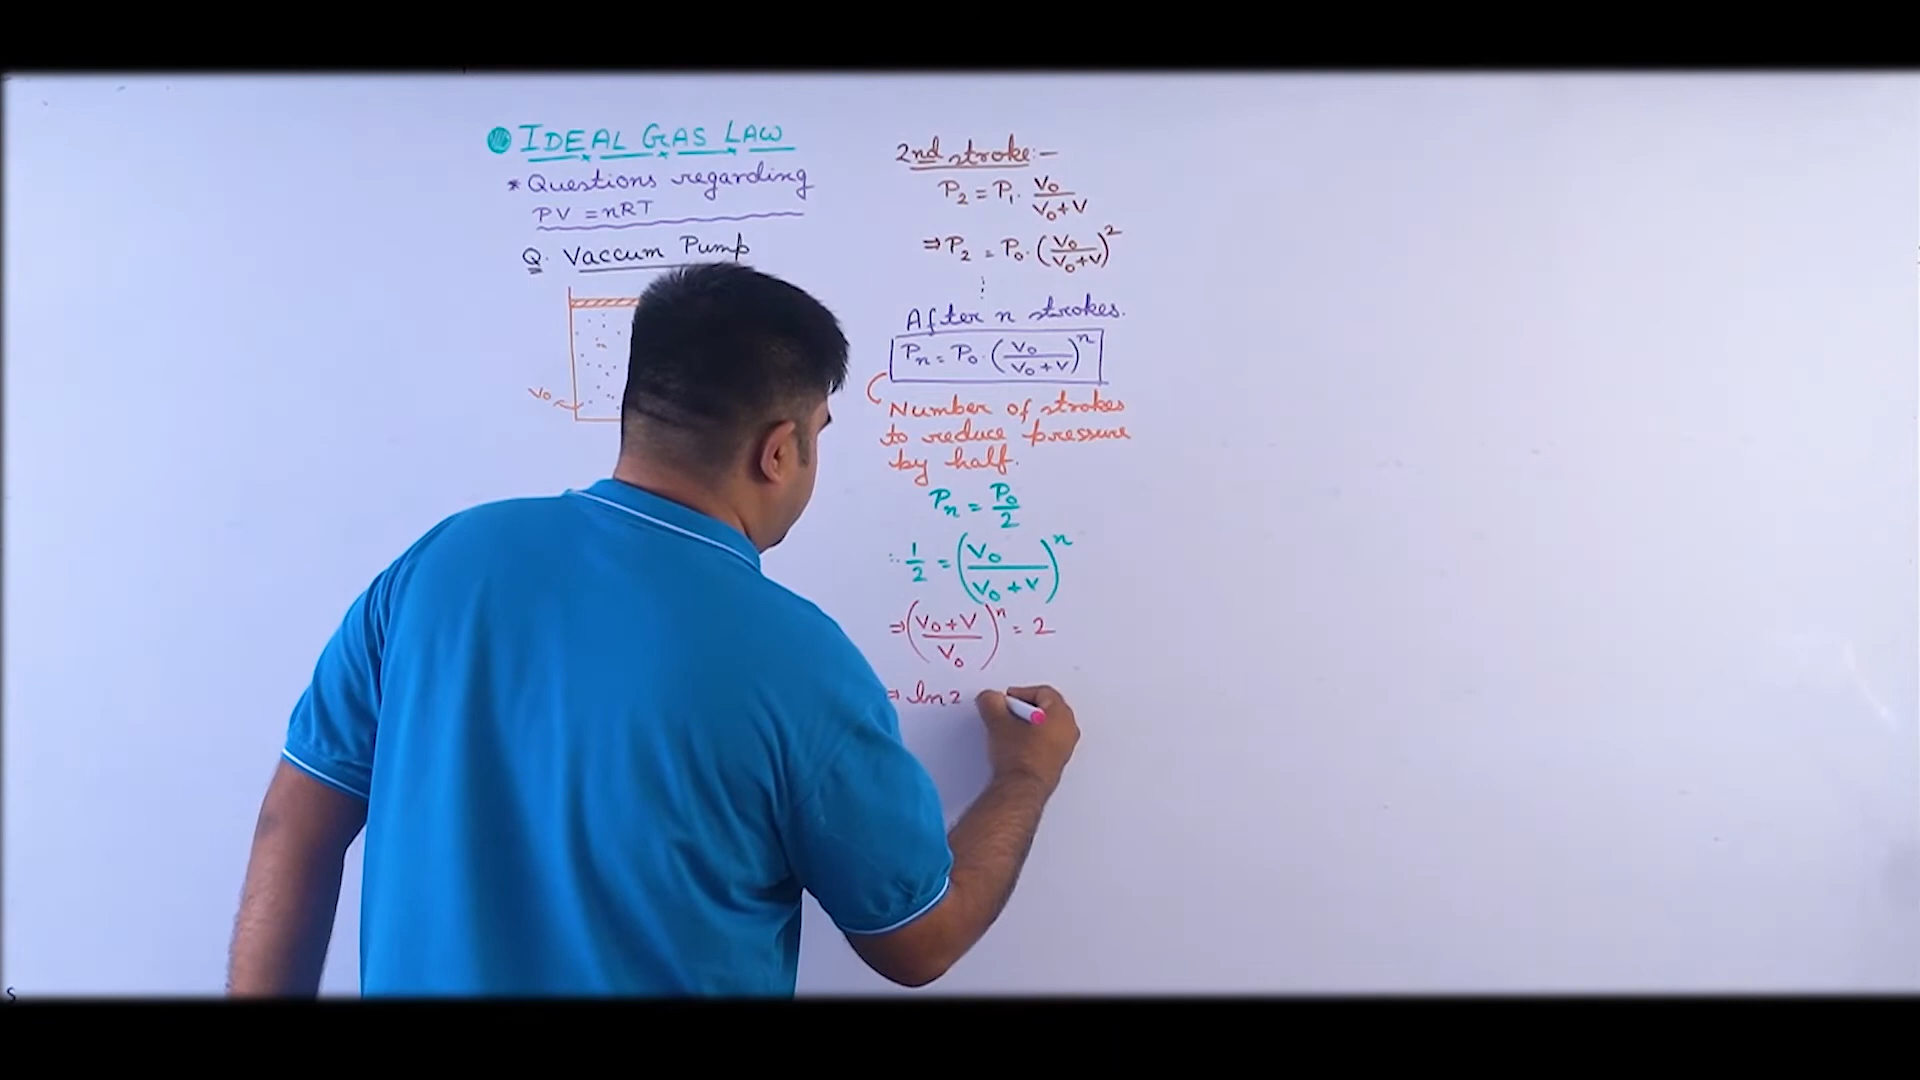 IDEAL GAS LAW
* Questions regarding
PV = nRT
Q. Vaccum Pump
V₀
2nd stroke:-
P₂ = P₁ · V₀/(V₀+V)
⇒ P₂ = P₀ · (V₀/(V₀+V))²
After n strokes.
Pₙ = P₀ · (V₀/(V₀+V))ⁿ
Number of strokes
to reduce pressure
by half.
Pₙ = P₀/2
∴ 1/2 = (V₀/(V₀+V))ⁿ
⇒ ((V₀+V)/V₀)ⁿ = 2
⇒ ln 2
S